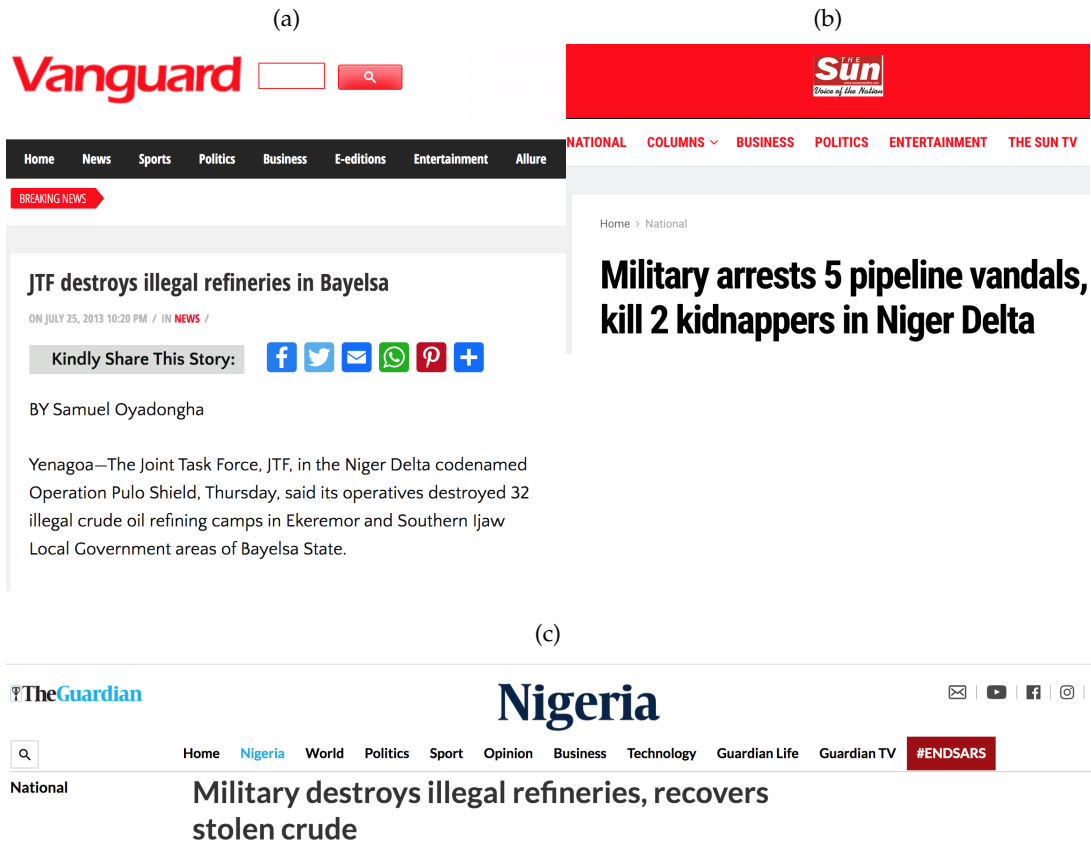 (a)
Vanguard
Home News Sports Politics Business E-editions Entertainment Allure
BREAKING NEWS
JTF destroys illegal refineries in Bayelsa
ON JULY 25, 2013 10:20 PM / IN NEWS /
Kindly Share This Story:
BY Samuel Oyadongha
Yenagoa—The Joint Task Force, JTF, in the Niger Delta codenamed
Operation Pulo Shield, Thursday, said its operatives destroyed 32
illegal crude oil refining camps in Ekeremor and Southern Ijaw
Local Government areas of Bayelsa State.
(b)
THE
Sun
Voice of the Nation
NATIONAL COLUMNS BUSINESS POLITICS ENTERTAINMENT THE SUN TV
Home > National
Military arrests 5 pipeline vandals,
kill 2 kidnappers in Niger Delta
(c)
TheGuardian
Nigeria
Home Nigeria World Politics Sport Opinion Business Technology Guardian Life Guardian TV #ENDSARS
National
Military destroys illegal refineries, recovers
stolen crude